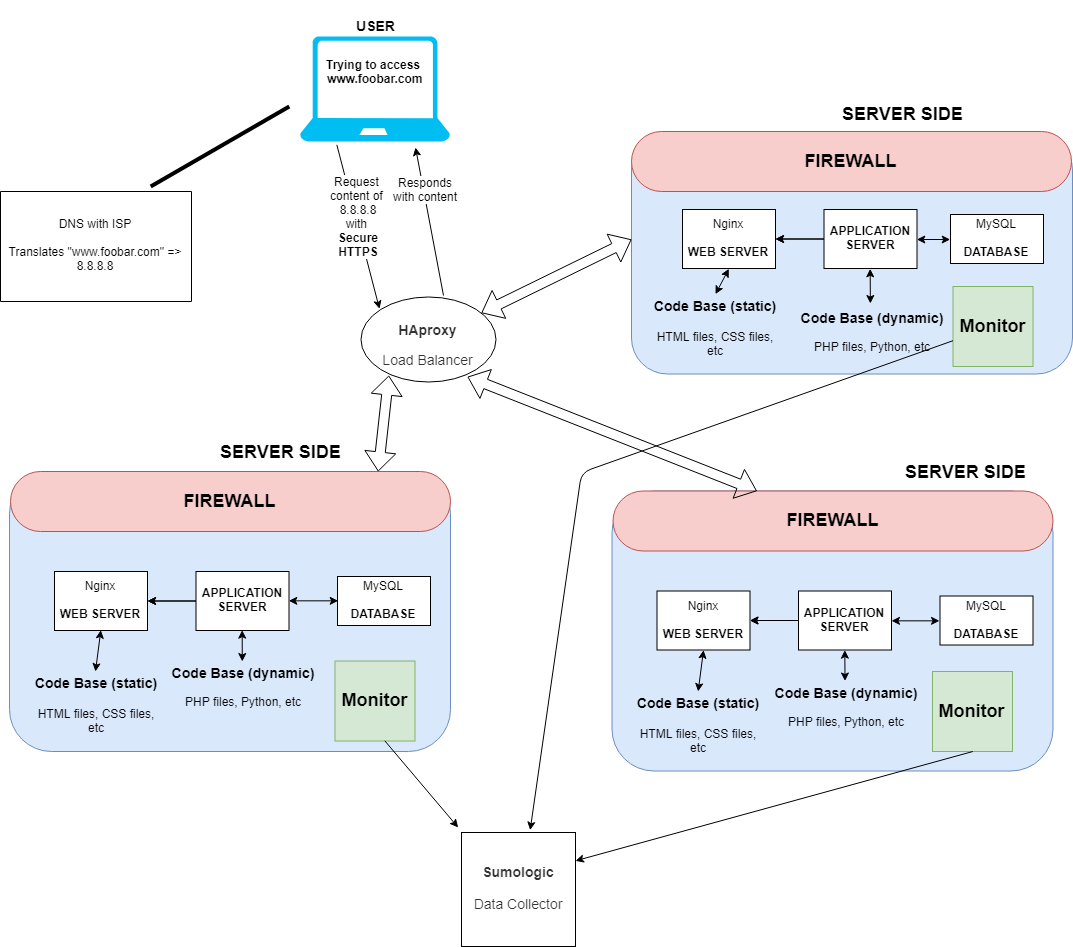 USER
Trying to access
www.foobar.com
DNS with ISP
Translates "www.foobar.com" =>
8.8.8.8
Request
content of
8.8.8.8
with
Secure
HTTPS
Responds
with content
HAproxy
Load Balancer
SERVER SIDE
FIREWALL
Nginx
WEB SERVER
APPLICATION
SERVER
MySQL
DATABASE
Code Base (static)
HTML files, CSS files,
etc
Code Base (dynamic)
PHP files, Python, etc
Monitor
SERVER SIDE
FIREWALL
Nginx
WEB SERVER
APPLICATION
SERVER
MySQL
DATABASE
Code Base (static)
HTML files, CSS files,
etc
Code Base (dynamic)
PHP files, Python, etc
Monitor
SERVER SIDE
FIREWALL
Nginx
WEB SERVER
APPLICATION
SERVER
MySQL
DATABASE
Code Base (static)
HTML files, CSS files,
etc
Code Base (dynamic)
PHP files, Python, etc
Monitor
Sumologic
Data Collector